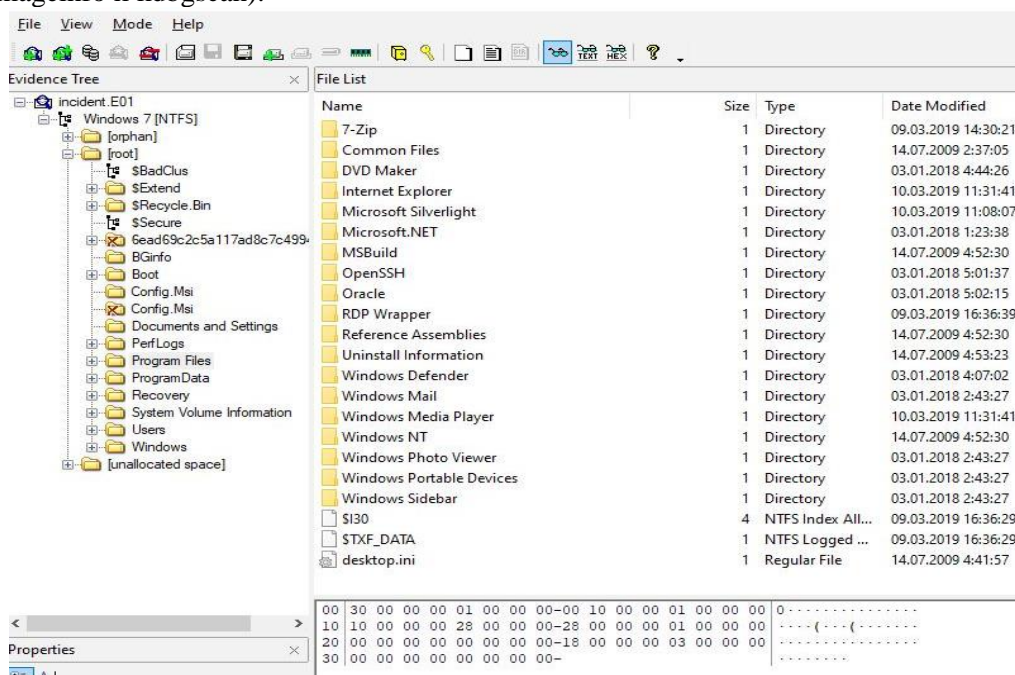 imageinfo и kdbgscan).
File View Mode Help
TEXT HEX
Evidence Tree
File List
incident.E01
Windows 7 [NTFS]
[orphan]
[root]
$BadClus
$Extend
$Recycle.Bin
$Secure
6ead69c2c5a117ad8c7c499
BGinfo
Boot
Config.Msi
Config.Msi
Documents and Settings
PerfLogs
Program Files
ProgramData
Recovery
System Volume Information
Users
Windows
[unallocated space]
Name Size Type Date Modified
7-Zip 1 Directory 09.03.2019 14:30:21
Common Files 1 Directory 14.07.2009 2:37:05
DVD Maker 1 Directory 03.01.2018 4:44:26
Internet Explorer 1 Directory 10.03.2019 11:31:41
Microsoft Silverlight 1 Directory 10.03.2019 11:08:07
Microsoft.NET 1 Directory 03.01.2018 1:23:38
MSBuild 1 Directory 14.07.2009 4:52:30
OpenSSH 1 Directory 03.01.2018 5:01:37
Oracle 1 Directory 03.01.2018 5:02:15
RDP Wrapper 1 Directory 09.03.2019 16:36:39
Reference Assemblies 1 Directory 14.07.2009 4:52:30
Uninstall Information 1 Directory 14.07.2009 4:53:23
Windows Defender 1 Directory 03.01.2018 4:07:02
Windows Mail 1 Directory 03.01.2018 2:43:27
Windows Media Player 1 Directory 10.03.2019 11:31:41
Windows NT 1 Directory 14.07.2009 4:52:30
Windows Photo Viewer 1 Directory 03.01.2018 2:43:27
Windows Portable Devices 1 Directory 03.01.2018 2:43:27
Windows Sidebar 1 Directory 03.01.2018 2:43:27
$I30 4 NTFS Index All... 09.03.2019 16:36:29
$TXF_DATA 1 NTFS Logged ... 09.03.2019 16:36:29
desktop.ini 1 Regular File 14.07.2009 4:41:57
00 30 00 00 00 01 00 00 00-00 10 00 00 01 00 00 00 0···············
10 10 00 00 00 28 00 00 00-28 00 00 00 01 00 00 00 ····(···(·······
20 00 00 00 00 00 00 00 00-18 00 00 00 03 00 00 00 ················
30 00 00 00 00 00 00 00 00- ········
Properties